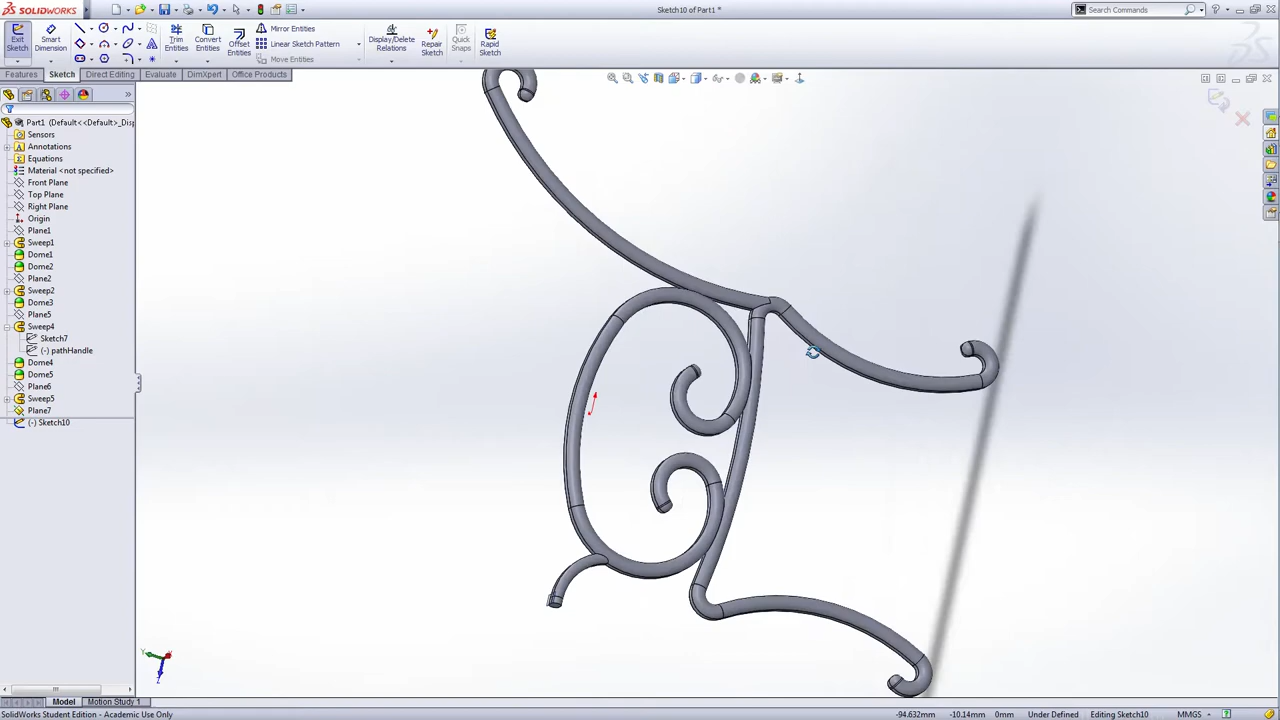 SOLIDWORKS
Sketch10 of Part1 *
Search Commands
Exit Sketch
Smart Dimension
Trim Entities
Convert Entities
Offset Entities
Mirror Entities
Linear Sketch Pattern
Move Entities
Display/Delete Relations
Repair Sketch
Quick Snaps
Rapid Sketch
Features
Sketch
Direct Editing
Evaluate
DimXpert
Office Products
Part1 (Default<<Default>_Disp
Sensors
Annotations
Equations
Material <not specified>
Front Plane
Top Plane
Right Plane
Origin
Plane1
Sweep1
Dome1
Dome2
Plane2
Sweep2
Dome3
Plane5
Sweep4
Sketch7
(-) pathHandle
Dome4
Dome5
Plane6
Sweep5
Plane7
(-) Sketch10
Model
Motion Study 1
SolidWorks Student Edition - Academic Use Only
-94.632mm -10.14mm 0mm Under Defined Editing Sketch10 MMGS